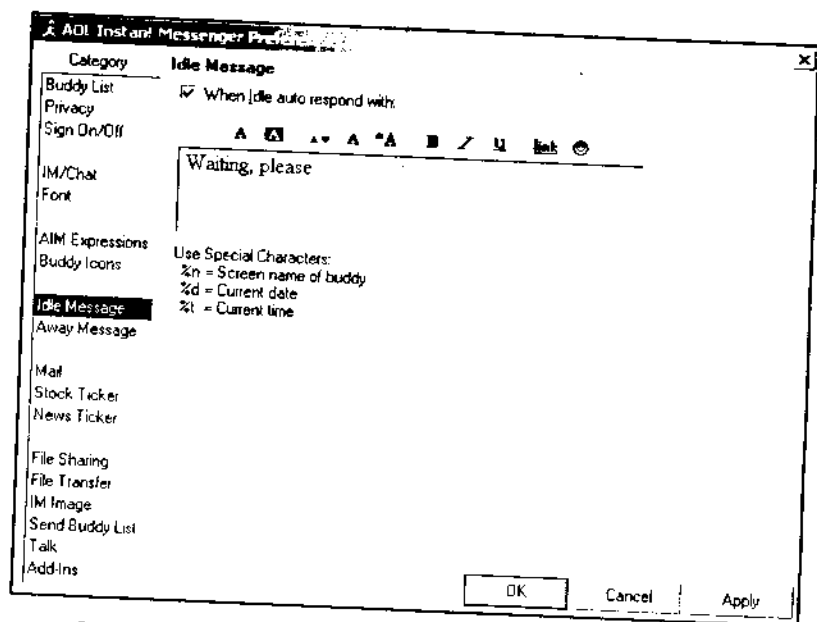 AOL Instant Messenger
Category
Buddy List
Privacy
Sign On/Off
IM/Chat
Font
AIM Expressions
Buddy Icons
Idle Message
Away Message
Mail
Stock Ticker
News Ticker
File Sharing
File Transfer
IM Image
Send Buddy List
Talk
Add-Ins
Idle Message
When Idle auto respond with:
A A A A B I U link
Waiting, please
Use Special Characters:
%n = Screen name of buddy
%d = Current date
%t = Current time
OK Cancel Apply